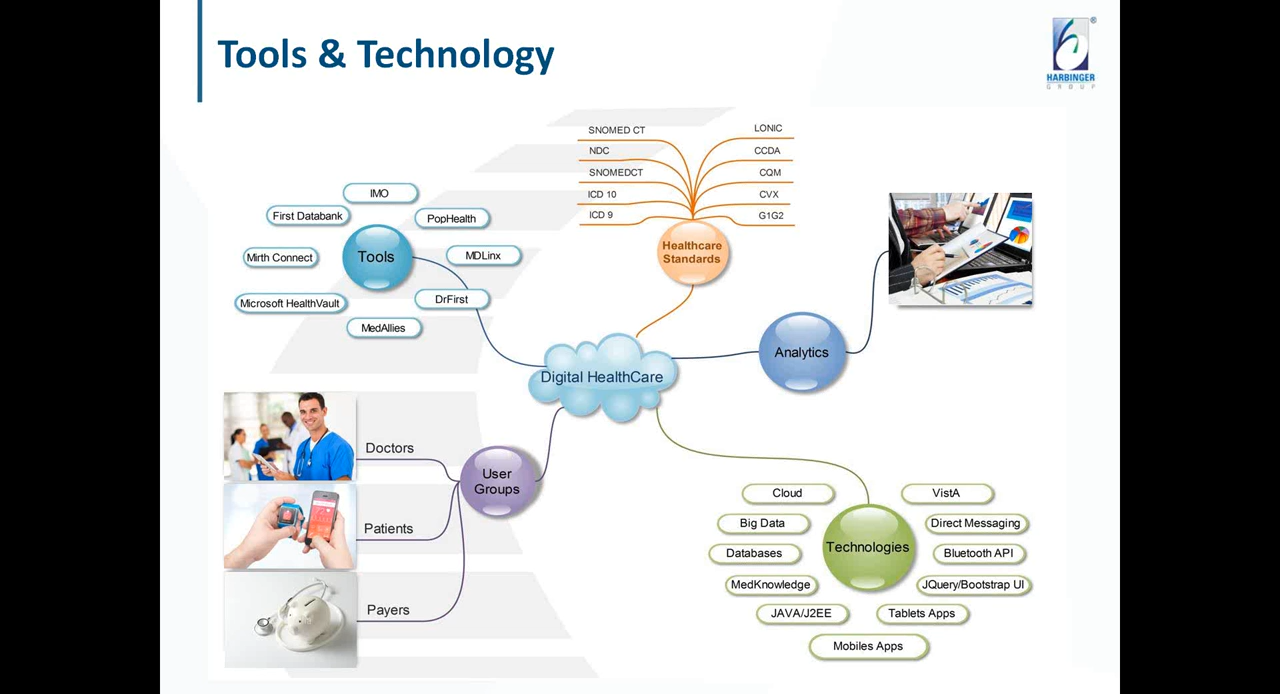 Tools & Technology
®
HARBINGER
GROUP
SNOMED CT
NDC
SNOMEDCT
ICD 10
ICD 9
LONIC
CCDA
CQM
CVX
G1G2
Healthcare
Standards
IMO
First Databank
PopHealth
Mirth Connect
Tools
MDLinx
Microsoft HealthVault
DrFirst
MedAllies
Digital HealthCare
Analytics
User
Groups
Doctors
Patients
Payers
Technologies
Cloud
VistA
Big Data
Direct Messaging
Databases
Bluetooth API
MedKnowledge
JQuery/Bootstrap UI
JAVA/J2EE
Tablets Apps
Mobiles Apps